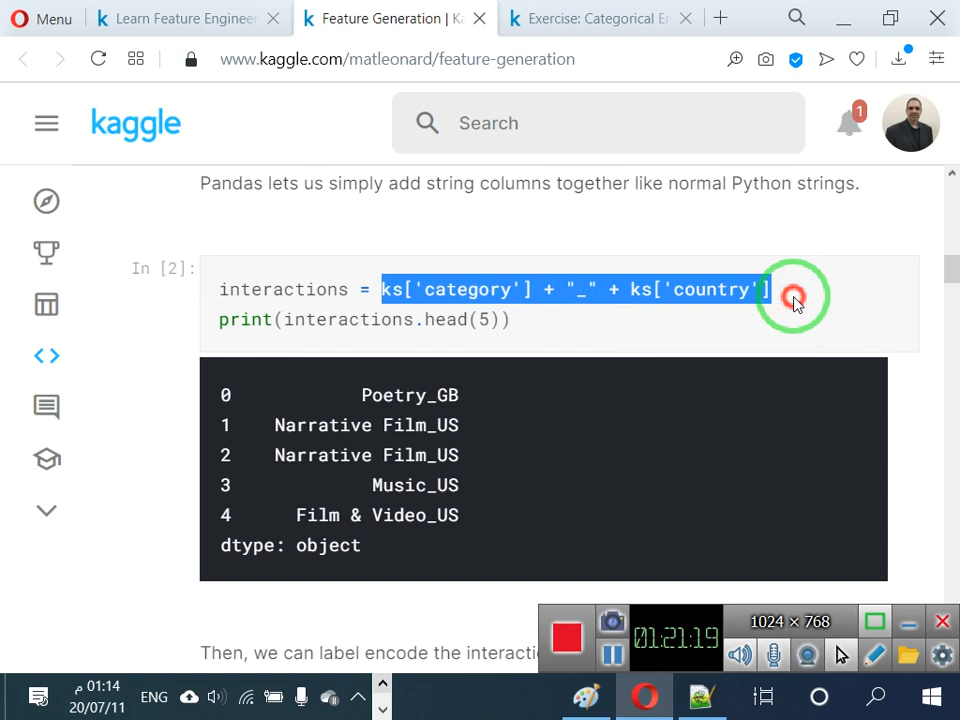 Menu
Learn Feature Engineer
Feature Generation | Ka
Exercise: Categorical En
www.kaggle.com/matleonard/feature-generation
kaggle
Search
1
Pandas lets us simply add string columns together like normal Python strings.
In [2]:
interactions = ks['category'] + "_" + ks['country']
print(interactions.head(5))
0 Poetry_GB
1 Narrative Film_US
2 Narrative Film_US
3 Music_US
4 Film & Video_US
dtype: object
Then, we can label encode the interacti
01:21:19
1024 × 768
01:14 م
20/07/11
ENG